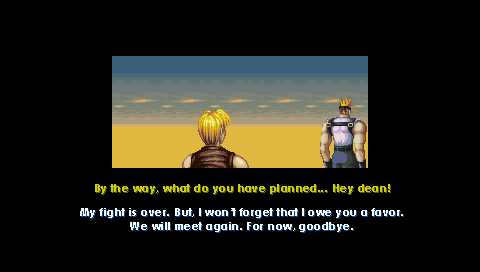 By the way, what do you have planned... Hey dean!
My fight is over. But, I won't forget that I owe you a favor.
We will meet again. For now, goodbye.